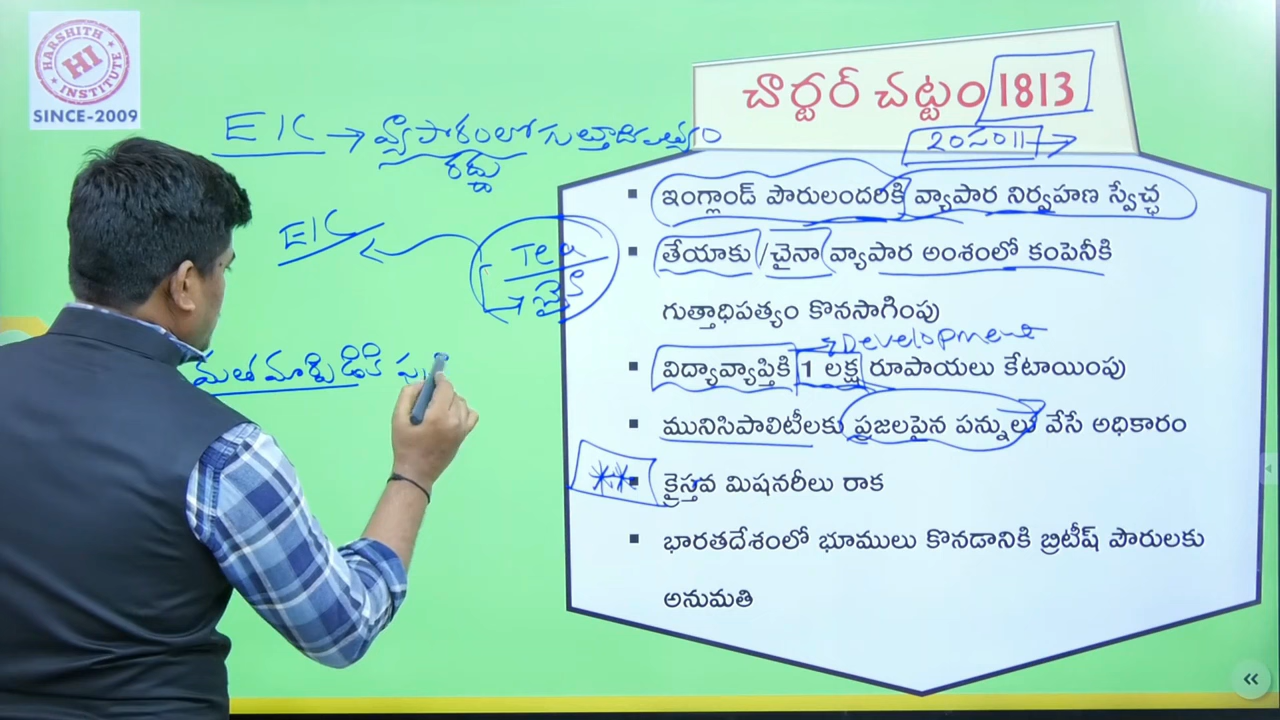 HARSHITH
HI
INSTITUTE
SINCE-2009
చార్టర్ చట్టం 1813
20సం॥ →
EIC → వ్యాపారంలో గుత్తాధిపత్యం
రద్దు
ఇంగ్లాండ్ పౌరులందరికి వ్యాపార నిర్వహణ స్వేచ్ఛ
EIC
Tea
చైనా
తేయాకు/చైనా వ్యాపార అంశంలో కంపెనీకి
గుత్తాధిపత్యం కొనసాగింపు
Development
విద్యావ్యాప్తికి 1 లక్ష రూపాయలు కేటాయింపు
మతమార్పిడికి
మునిసిపాలిటీలకు ప్రజలపైన పన్నులు వేసే అధికారం
** క్రైస్తవ మిషనరీలు రాక
భారతదేశంలో భూములు కొనడానికి బ్రిటీష్ పౌరులకు
అనుమతి